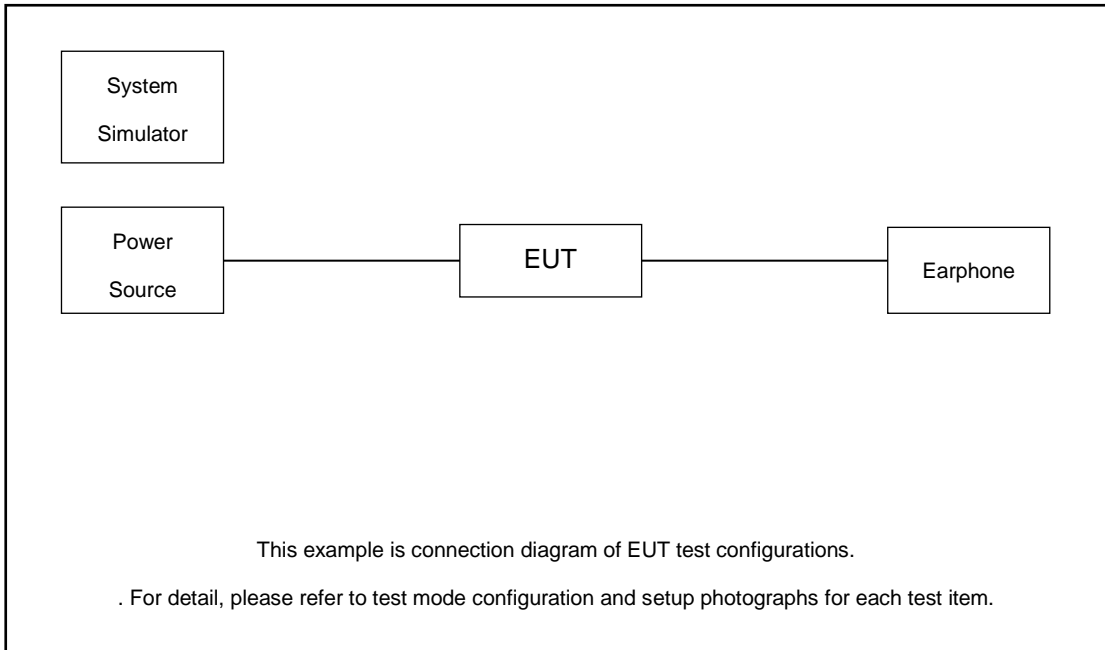 System
Simulator
Power
Source
EUT
Earphone
This example is connection diagram of EUT test configurations.
. For detail, please refer to test mode configuration and setup photographs for each test item.